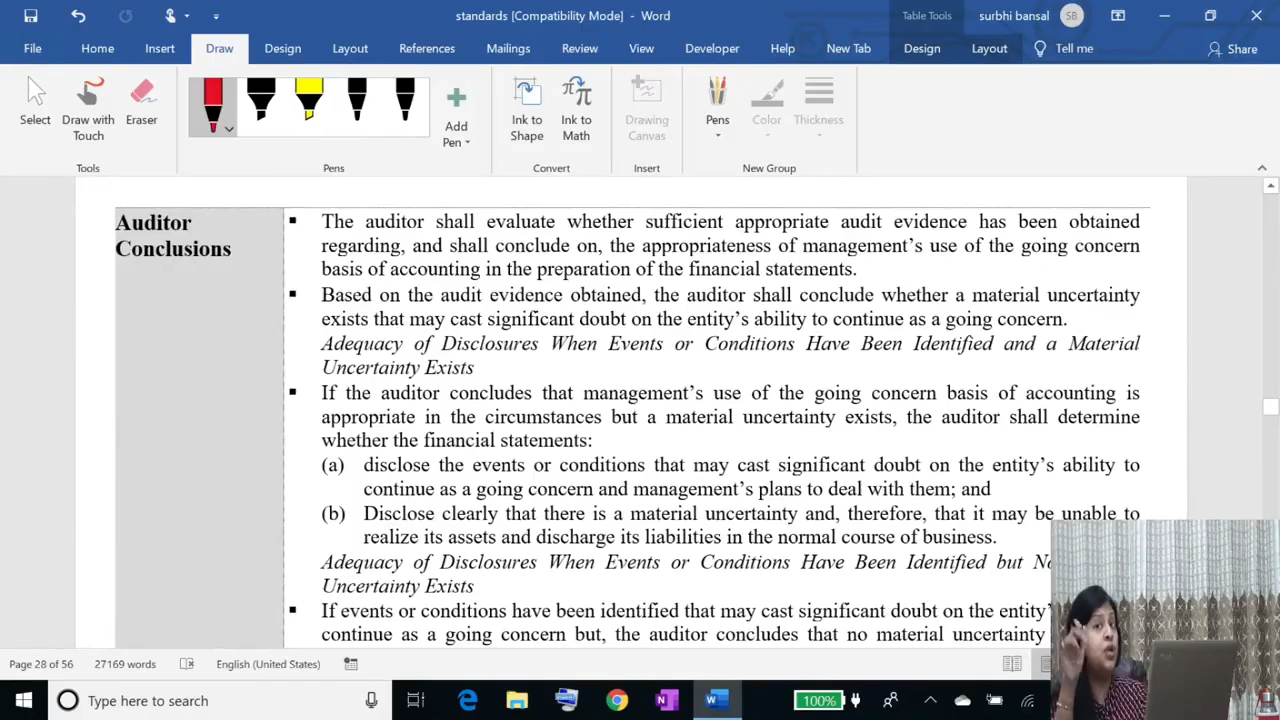 standards [Compatibility Mode] - Word
Table Tools
surbhi bansal
SB
File Home Insert Draw Design Layout References Mailings Review View Developer Help New Tab Design Layout Tell me Share
Select
Draw with Touch
Eraser
Add Pen
Ink to Shape
Ink to Math
Drawing Canvas
Pens
Color
Thickness
Tools Pens Convert Insert New Group
Auditor
Conclusions
▪ The auditor shall evaluate whether sufficient appropriate audit evidence has been obtained
regarding, and shall conclude on, the appropriateness of management's use of the going concern
basis of accounting in the preparation of the financial statements.
▪ Based on the audit evidence obtained, the auditor shall conclude whether a material uncertainty
exists that may cast significant doubt on the entity's ability to continue as a going concern.
Adequacy of Disclosures When Events or Conditions Have Been Identified and a Material
Uncertainty Exists
▪ If the auditor concludes that management's use of the going concern basis of accounting is
appropriate in the circumstances but a material uncertainty exists, the auditor shall determine
whether the financial statements:
(a) disclose the events or conditions that may cast significant doubt on the entity's ability to
continue as a going concern and management's plans to deal with them; and
(b) Disclose clearly that there is a material uncertainty and, therefore, that it may be unable to
realize its assets and discharge its liabilities in the normal course of business.
Adequacy of Disclosures When Events or Conditions Have Been Identified but
Uncertainty Exists
▪ If events or conditions have been identified that may cast significant doubt on the entity's
continue as a going concern but, the auditor concludes that no material uncertainty
Page 28 of 56 27169 words English (United States)
Type here to search
100%